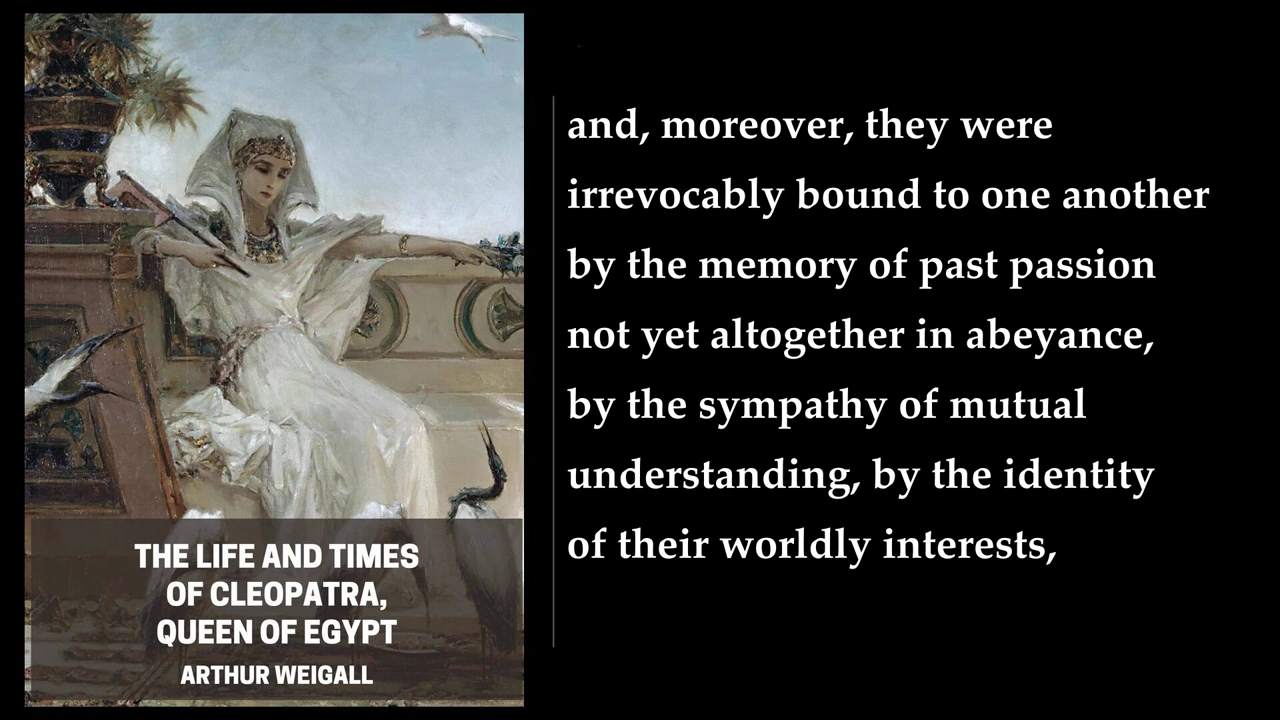 THE LIFE AND TIMES
OF CLEOPATRA,
QUEEN OF EGYPT
ARTHUR WEIGALL
and, moreover, they were
irrevocably bound to one another
by the memory of past passion
not yet altogether in abeyance,
by the sympathy of mutual
understanding, by the identity
of their worldly interests,